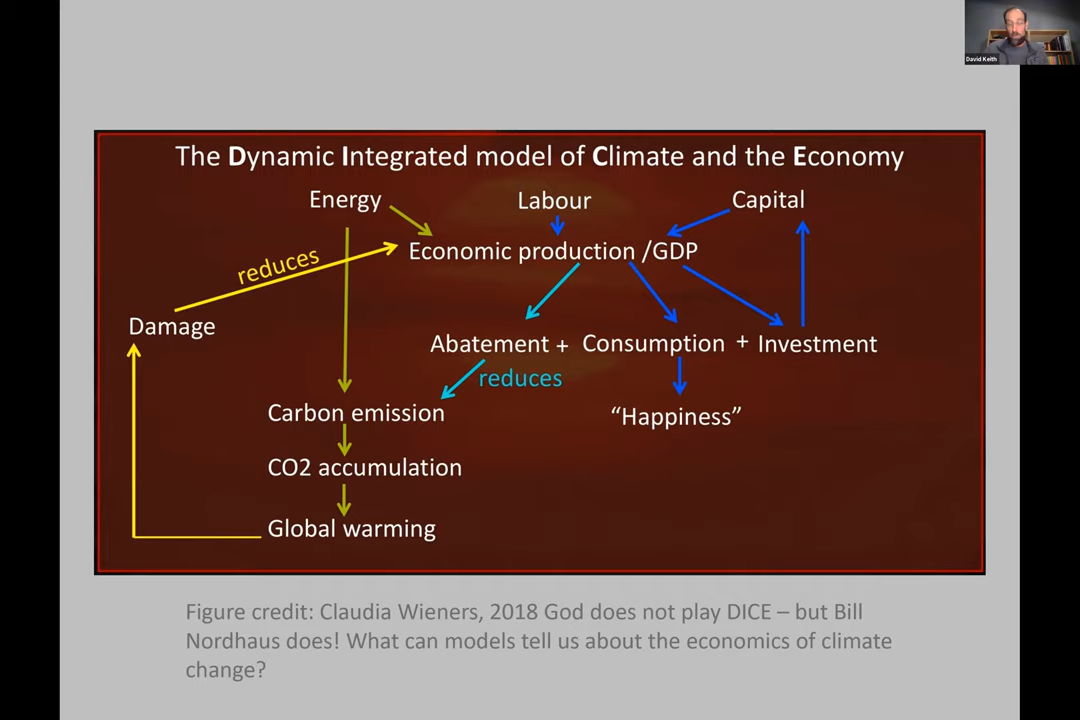 David Keith
The Dynamic Integrated model of Climate and the Economy
Energy
Labour
Capital
Economic production /GDP
reduces
Damage
Abatement + Consumption + Investment
reduces
Carbon emission
"Happiness"
CO2 accumulation
Global warming
Figure credit: Claudia Wieners, 2018 God does not play DICE – but Bill
Nordhaus does! What can models tell us about the economics of climate
change?